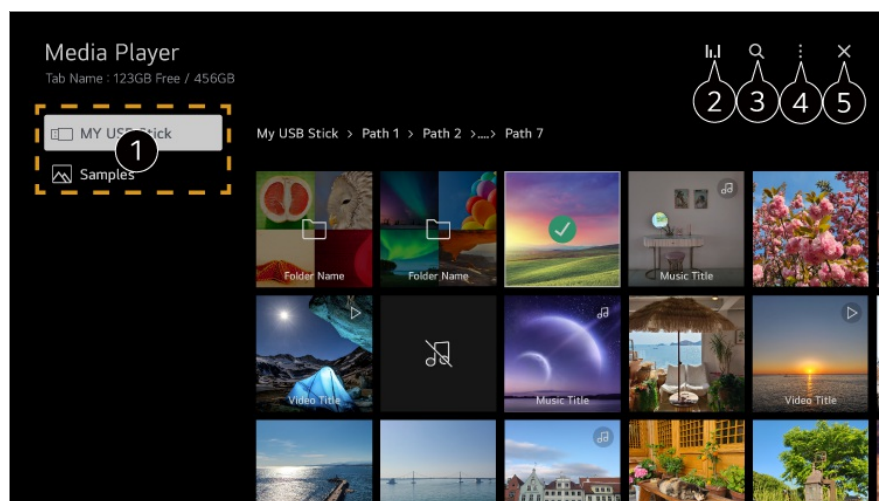 Media Player
Tab Name : 123GB Free / 456GB
2
3
4
5
MY USB Stick
1
Samples
My USB Stick > Path 1 > Path 2 >....> Path 7
Folder Name
Folder Name
Music Title
Video Title
Music Title
Video Title